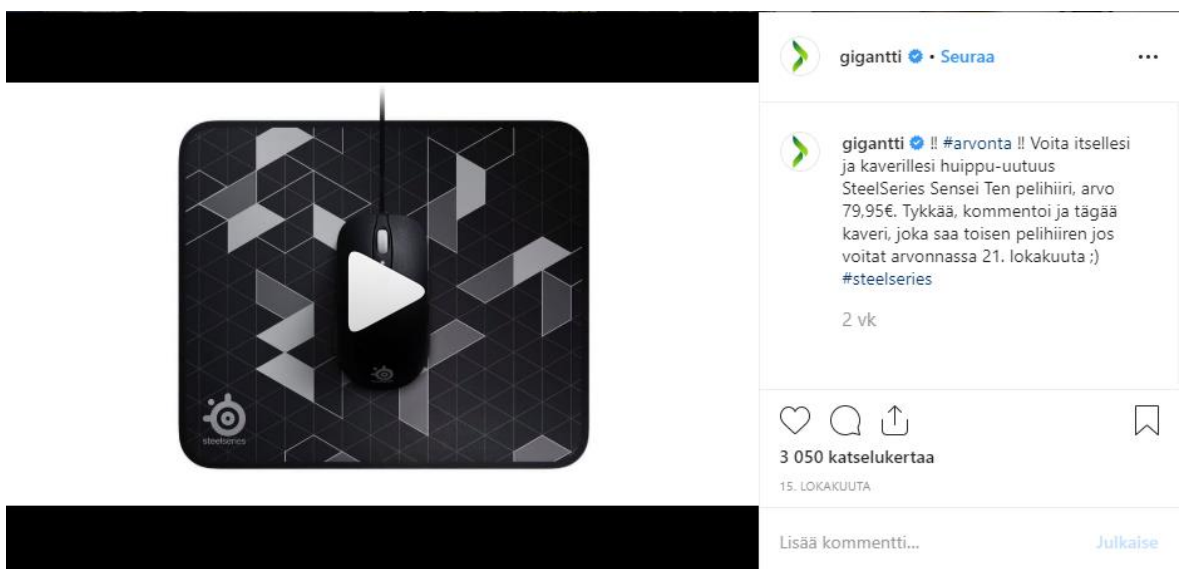 gigantti • Seuraa
gigantti ‼ #arvonta ‼ Voita itsellesi
ja kaverillesi huippu-uutuus
SteelSeries Sensei Ten pelihiiri, arvo
79,95€. Tykkää, kommentoi ja tägää
kaveri, joka saa toisen pelihiiren jos
voitat arvonnassa 21. lokakuuta ;)
#steelseries
2 vk
steelseries
3 050 katselukertaa
15. LOKAKUUTA
Lisää kommentti...
Julkaise